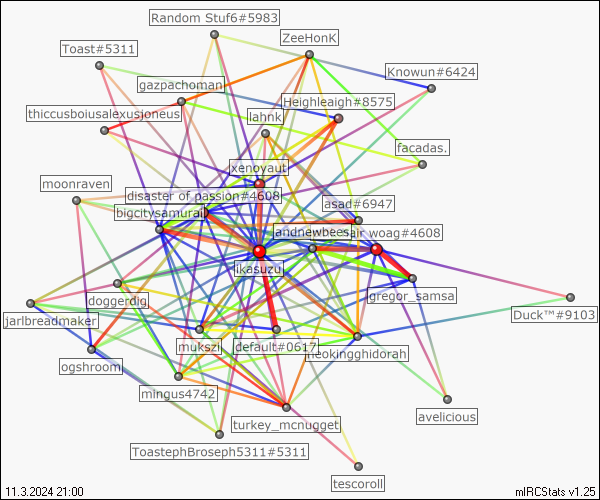 Random Stuf6#5983
ZeeHonK
Toast#5311
Knowun#6424
gazpachoman
Heighleaigh#8575
thiccusboiusalexusjoneus
lahnk
facadas.
xenoyaut
moonraven
disaster of passion#4608
asad#6947
bigcitysamurai
andnewbees
air_woag#4608
ikasuzu
gregor_samsa
doggerdig
Duck™#9103
jarlbreadmaker
mukszi
default#0617
neokingghidorah
ogshroom
mingus4742
avelicious
turkey_mcnugget
ToastephBroseph5311#5311
tescoroll
11.3.2024 21:00
mIRCStats v1.25